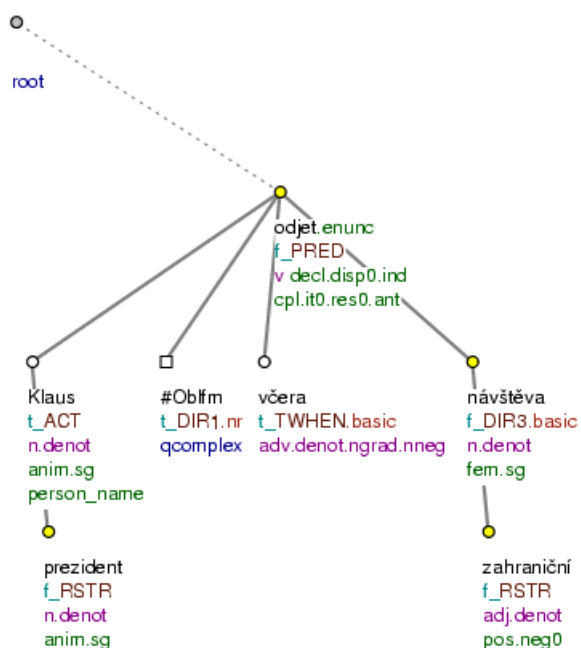 root
odjet.enunc
f_PRED
v decl.disp0.ind
cpl.it0.res0.ant
Klaus
t_ACT
n.denot
anim.sg
person_name
#Oblfm
t_DIR1.nr
qcomplex
včera
t_TWHEN.basic
adv.denot.ngrad.nneg
návštěva
f_DIR3.basic
n.denot
fem.sg
prezident
f_RSTR
n.denot
anim.sg
zahraniční
f_RSTR
adj.denot
pos.neg0